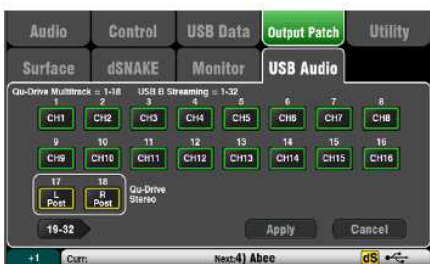 Audio Control USB Data Output Patch Utility
Surface dSNAKE Monitor USB Audio
Qu-Drive Multitrack = 1-18 USB B Streaming = 1-32
1 2 3 4 5 6 7 8
CH1 CH2 CH3 CH4 CH5 CH6 CH7 CH8
9 10 11 12 13 14 15 16
CH9 CH10 CH11 CH12 CH13 CH14 CH15 CH16
17 18
L Post R Post Qu-Drive Stereo
19-32 Apply Cancel
+1 Curr: Next:4) Abee dS